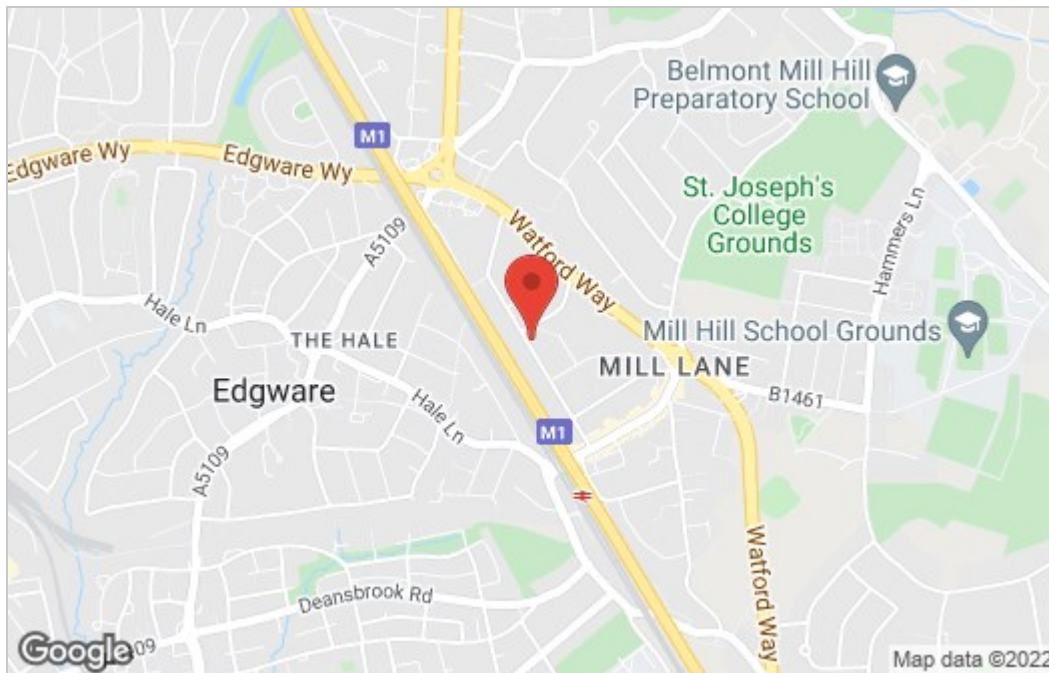 Belmont Mill Hill
Preparatory School
M1
Edgware Wy
Edgware Wy
St. Joseph's
College
Grounds
A5109
Watford Way
Hammers Ln
Hale Ln
THE HALE
Mill Hill School Grounds
MILL LANE
Edgware
B1461
Hale Ln
M1
A5109
Watford Way
Deansbrook Rd
Google
Map data ©2022